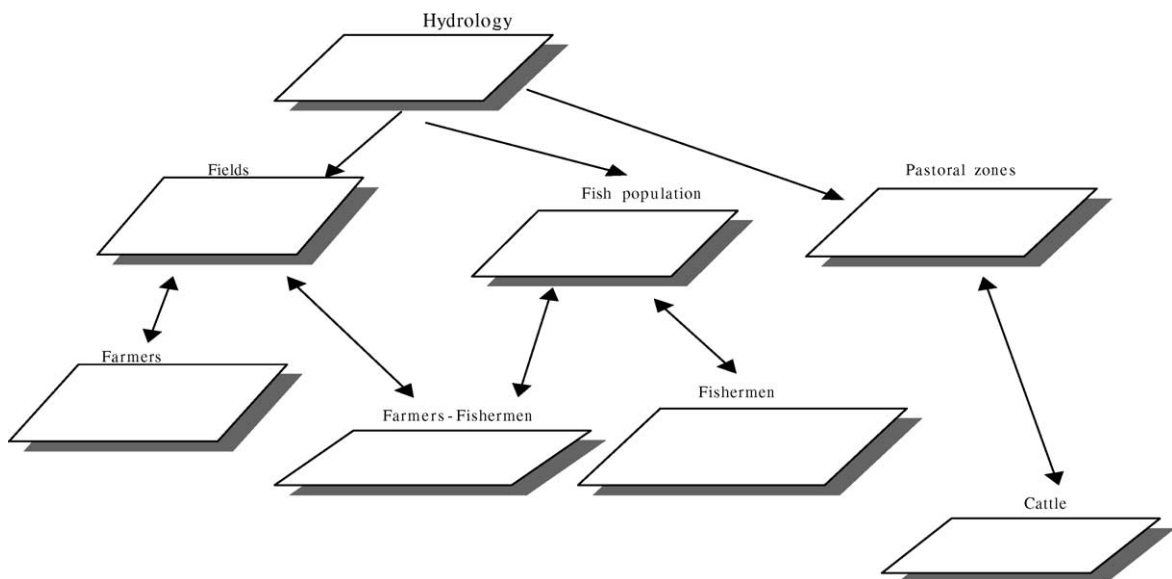 Hydrology
Fields
Pastoral zones
Fish population
Farmers
Fishermen
Farmers-Fishermen
Cattle